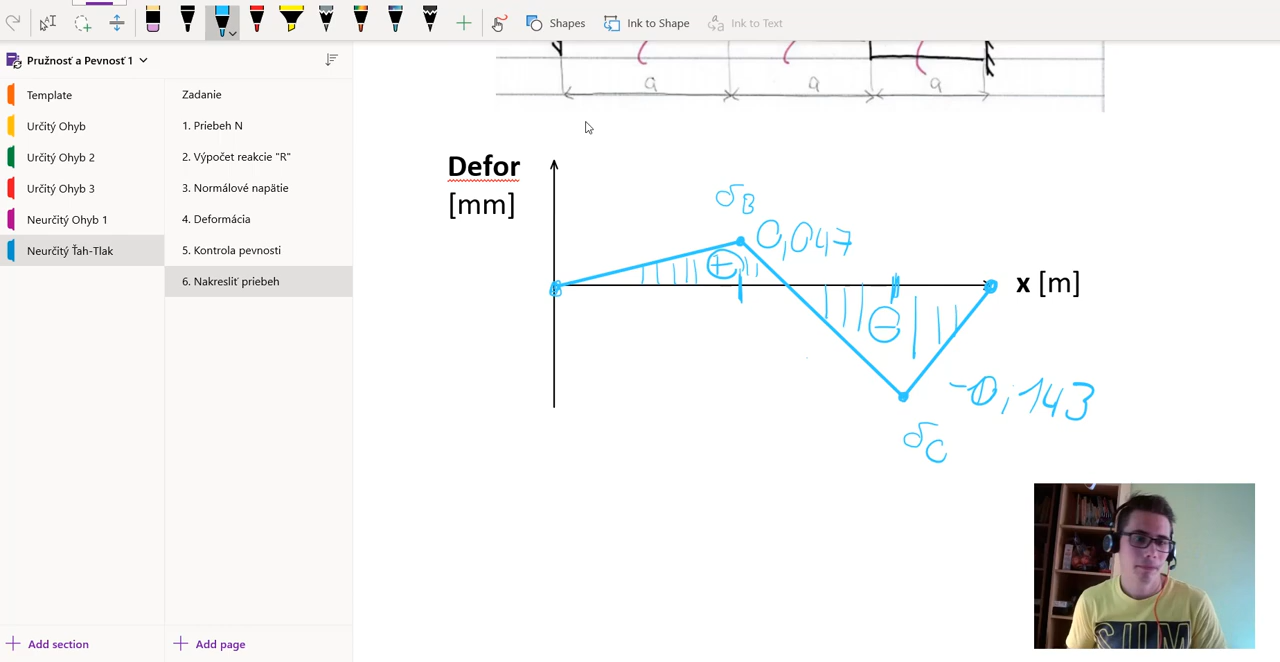 Shapes
Ink to Shape
Ink to Text
Pružnosť a Pevnosť 1
Template
Určitý Ohyb
Určitý Ohyb 2
Určitý Ohyb 3
Neurčitý Ohyb 1
Neurčitý Ťah-Tlak
Add section
Zadanie
1. Priebeh N
2. Výpočet reakcie "R"
3. Normálové napätie
4. Deformácia
5. Kontrola pevnosti
6. Nakresliť priebeh
Add page
a a a
Defor
[mm]
δB
0,047
+
x [m]
-
-0,143
δC